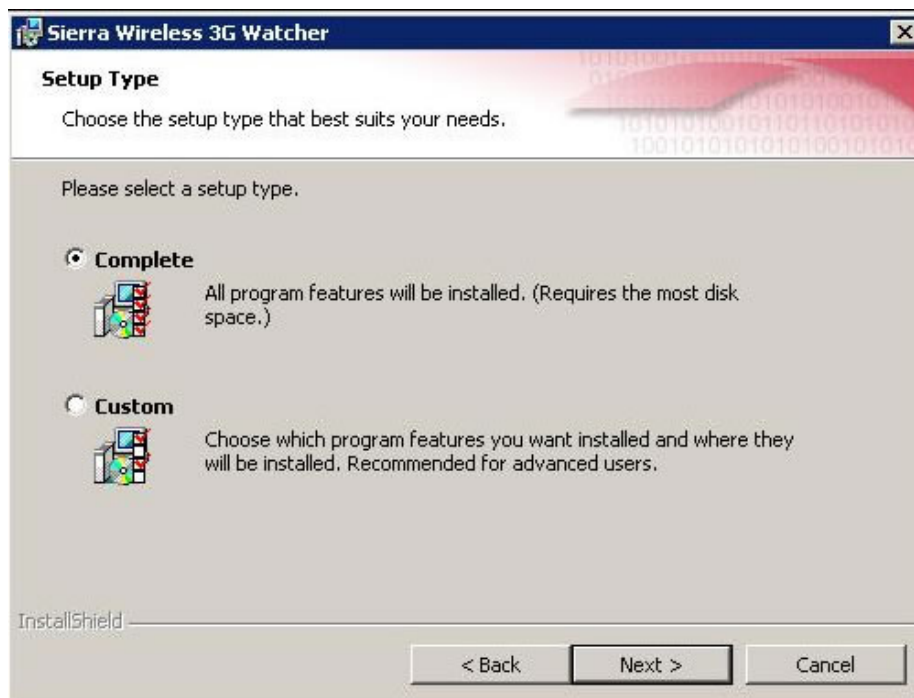 Sierra Wireless 3G Watcher
Setup Type
Choose the setup type that best suits your needs.
Please select a setup type.
Complete
All program features will be installed. (Requires the most disk
space.)
Custom
Choose which program features you want installed and where they
will be installed. Recommended for advanced users.
InstallShield
< Back
Next >
Cancel